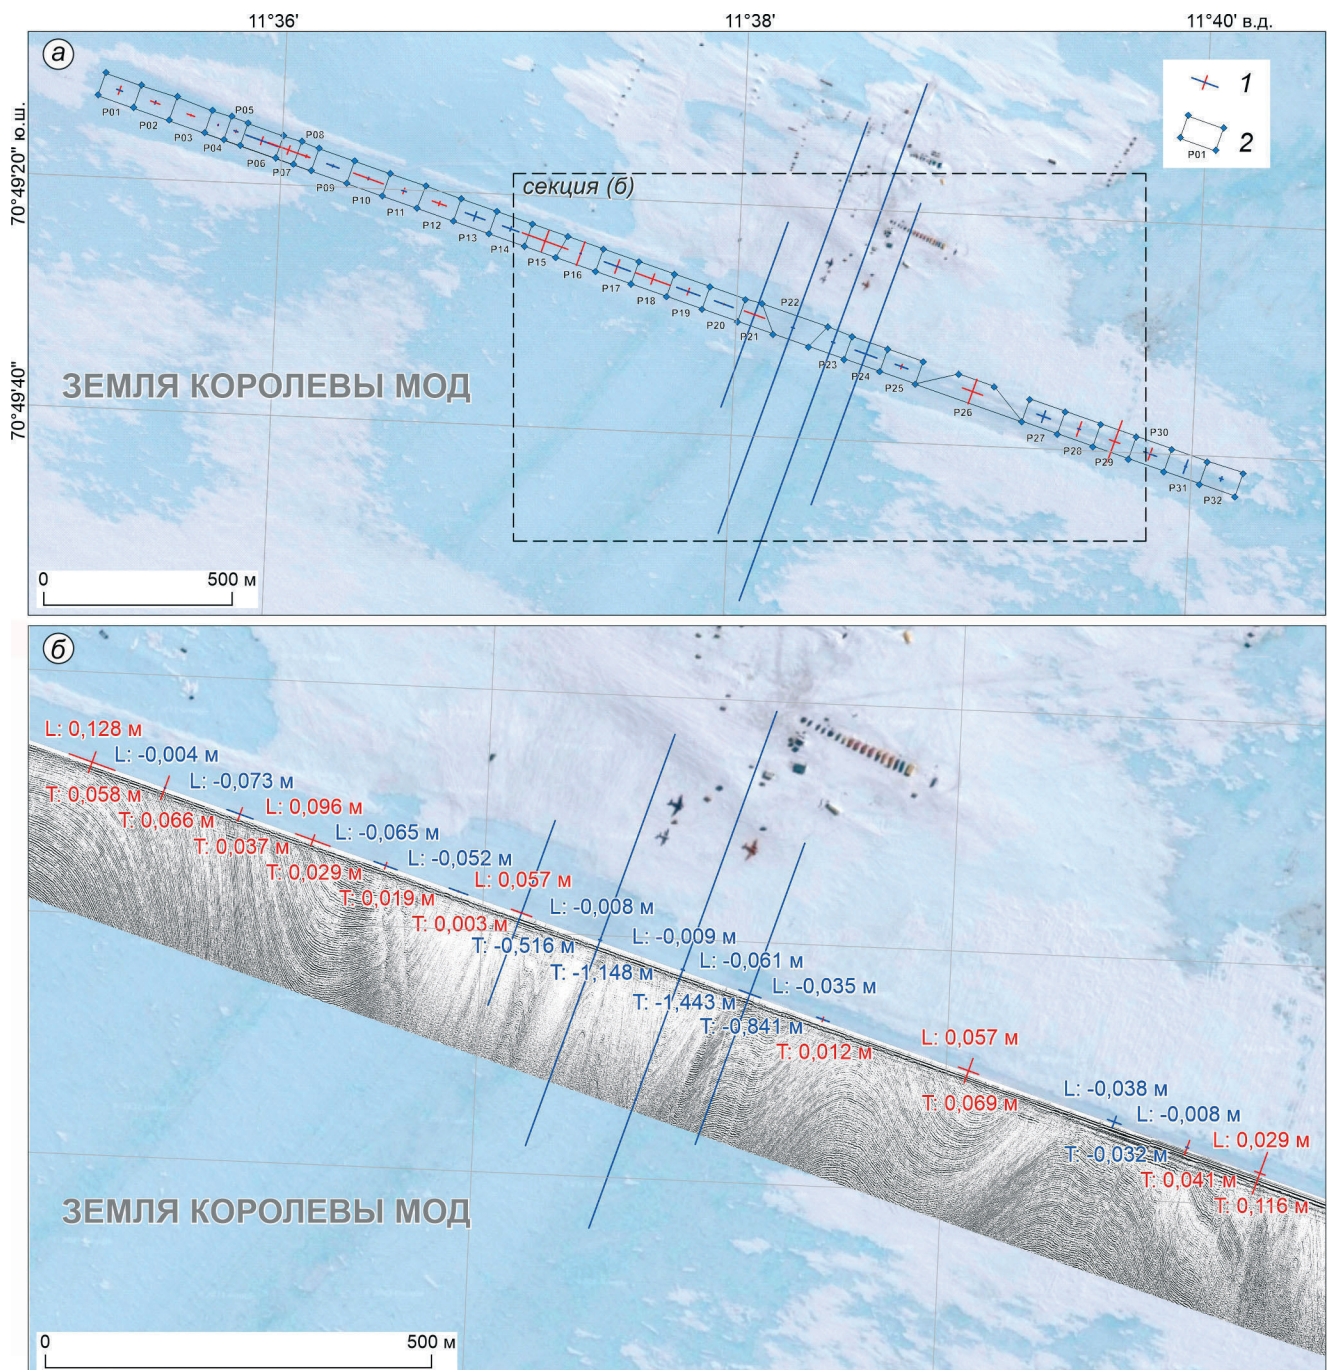 11°36'
11°38'
11°40' в.д.
а
1
2
P01
70°49'20" ю.ш.
70°49'40"
секция (б)
P01
P02
P03
P04
P05
P06
P07
P08
P09
P10
P11
P12
P13
P14
P15
P16
P17
P18
P19
P20
P21
P22
P23
P24
P25
P26
P27
P28
P29
P30
P31
P32
ЗЕМЛЯ КОРОЛЕВЫ МОД
0 500 м
б
L: 0,128 м
L: -0,004 м
L: -0,073 м
L: 0,096 м
L: -0,065 м
L: -0,052 м
L: 0,057 м
L: -0,008 м
L: -0,009 м
L: -0,061 м
L: -0,035 м
L: 0,057 м
L: -0,038 м
L: -0,008 м
L: 0,029 м
T: 0,058 м
T: 0,066 м
T: 0,037 м
T: 0,029 м
T: 0,019 м
T: 0,003 м
T: -0,516 м
T: -1,148 м
T: -1,443 м
T: -0,841 м
T: 0,012 м
T: 0,069 м
T: -0,032 м
T: 0,041 м
T: 0,116 м
ЗЕМЛЯ КОРОЛЕВЫ МОД
0 500 м